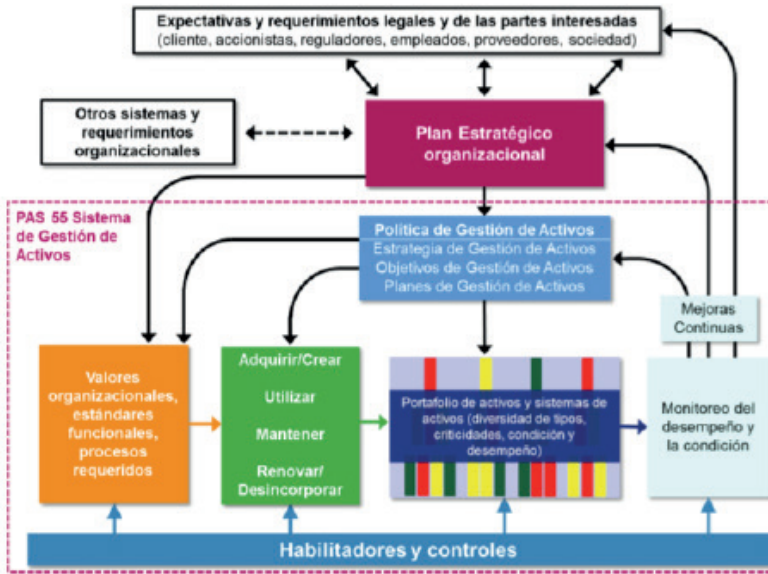 Expectativas y requerimientos legales y de las partes interesadas
(cliente, accionistas, reguladores, empleados, proveedores, sociedad)
Otros sistemas y
requerimientos
organizacionales
Plan Estratégico
organizacional
PAS 55 Sistema
de Gestión de
Activos
Política de Gestión de Activos
Estrategia de Gestión de Activos
Objetivos de Gestión de Activos
Planes de Gestión de Activos
Mejoras
Continuas
Valores
organizacionales,
estándares
funcionales,
procesos
requeridos
Adquirir/Crear
Utilizar
Mantener
Renovar/
Desincorporar
Portafolio de activos y sistemas de
activos (diversidad de tipos,
criticidades, condición y
desempeño)
Monitoreo del
desempeño y
la condición
Habilitadores y controles